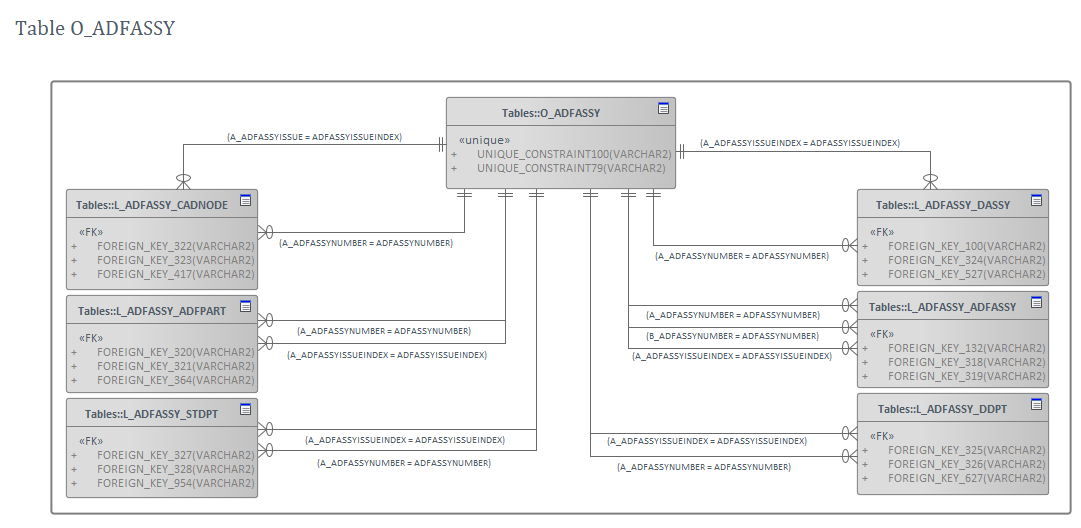 Table O_ADFASSY
Tables::O_ADFASSY
«unique»
+ UNIQUE_CONSTRAINT100(VARCHAR2)
+ UNIQUE_CONSTRAINT79(VARCHAR2)
(A_ADFASSYISSUE = ADFASSYISSUEINDEX)
(A_ADFASSYISSUEINDEX = ADFASSYISSUEINDEX)
Tables::L_ADFASSY_CADNODE
«FK»
+ FOREIGN_KEY_322(VARCHAR2)
+ FOREIGN_KEY_323(VARCHAR2)
+ FOREIGN_KEY_417(VARCHAR2)
(A_ADFASSYNUMBER = ADFASSYNUMBER)
Tables::L_ADFASSY_DASSY
«FK»
+ FOREIGN_KEY_100(VARCHAR2)
+ FOREIGN_KEY_324(VARCHAR2)
+ FOREIGN_KEY_527(VARCHAR2)
(A_ADFASSYNUMBER = ADFASSYNUMBER)
Tables::L_ADFASSY_ADFPART
«FK»
+ FOREIGN_KEY_320(VARCHAR2)
+ FOREIGN_KEY_321(VARCHAR2)
+ FOREIGN_KEY_364(VARCHAR2)
(A_ADFASSYNUMBER = ADFASSYNUMBER)
(A_ADFASSYISSUEINDEX = ADFASSYISSUEINDEX)
Tables::L_ADFASSY_ADFASSY
«FK»
+ FOREIGN_KEY_132(VARCHAR2)
+ FOREIGN_KEY_318(VARCHAR2)
+ FOREIGN_KEY_319(VARCHAR2)
(A_ADFASSYNUMBER = ADFASSYNUMBER)
(B_ADFASSYNUMBER = ADFASSYNUMBER)
(A_ADFASSYISSUEINDEX = ADFASSYISSUEINDEX)
Tables::L_ADFASSY_STDPT
«FK»
+ FOREIGN_KEY_327(VARCHAR2)
+ FOREIGN_KEY_328(VARCHAR2)
+ FOREIGN_KEY_954(VARCHAR2)
(A_ADFASSYISSUEINDEX = ADFASSYISSUEINDEX)
(A_ADFASSYNUMBER = ADFASSYNUMBER)
Tables::L_ADFASSY_DDPT
«FK»
+ FOREIGN_KEY_325(VARCHAR2)
+ FOREIGN_KEY_326(VARCHAR2)
+ FOREIGN_KEY_627(VARCHAR2)
(A_ADFASSYISSUEINDEX = ADFASSYISSUEINDEX)
(A_ADFASSYNUMBER = ADFASSYNUMBER)